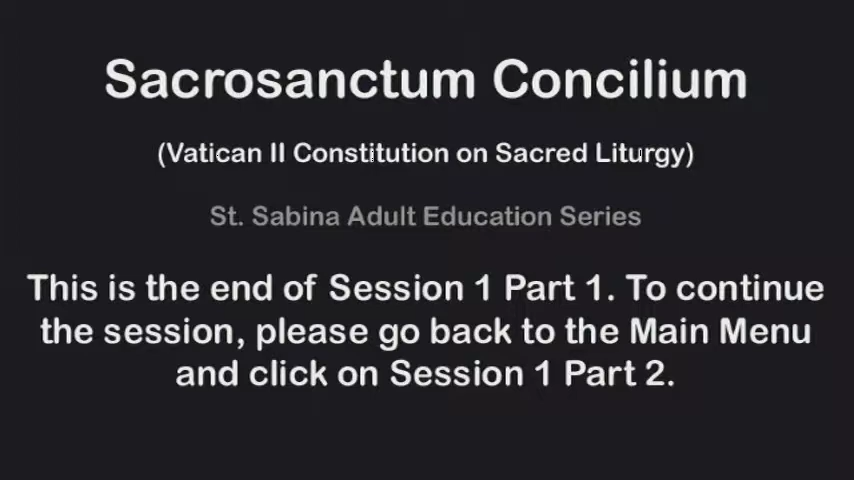 Sacrosanctum Concilium
(Vatican II Constitution on Sacred Liturgy)
St. Sabina Adult Education Series
This is the end of Session 1 Part 1. To continue
the session, please go back to the Main Menu
and click on Session 1 Part 2.